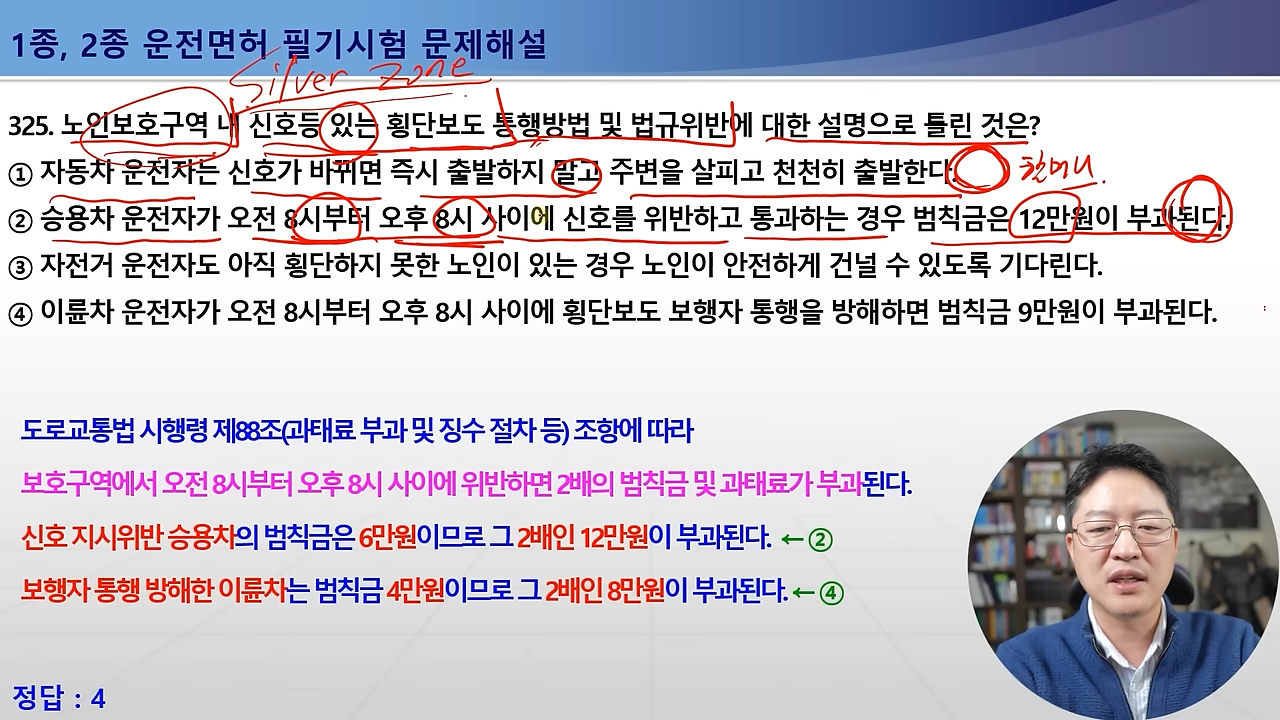 1종, 2종 운전면허 필기시험 문제해설
Silver zone
325. 노인보호구역 내 신호등 있는 횡단보도 통행방법 및 법규위반에 대한 설명으로 틀린 것은?
① 자동차 운전자는 신호가 바뀌면 즉시 출발하지 말고 주변을 살피고 천천히 출발한다.
② 승용차 운전자가 오전 8시부터 오후 8시 사이에 신호를 위반하고 통과하는 경우 범칙금은 12만원이 부과된다.
③ 자전거 운전자도 아직 횡단하지 못한 노인이 있는 경우 노인이 안전하게 건널 수 있도록 기다린다.
④ 이륜차 운전자가 오전 8시부터 오후 8시 사이에 횡단보도 보행자 통행을 방해하면 범칙금 9만원이 부과된다.
도로교통법 시행령 제88조(과태료 부과 및 징수 절차 등) 조항에 따라
보호구역에서 오전 8시부터 오후 8시 사이에 위반하면 2배의 범칙금 및 과태료가 부과된다.
신호 지시위반 승용차의 범칙금은 6만원이므로 그 2배인 12만원이 부과된다. ←②
보행자 통행 방해한 이륜차는 범칙금 4만원이므로 그 2배인 8만원이 부과된다.←④
정답 : 4